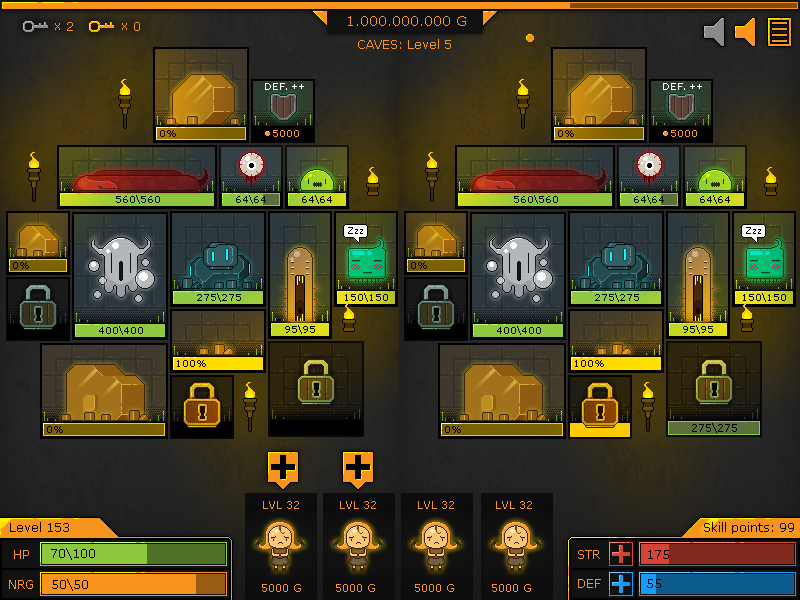 x 2 x 0
1.000.000.000 G
CAVES: Level 5
DEF. ++ DEF. ++
0% 5000 0% 5000
560\560 64\64 64\64 560\560 64\64 64\64
Zzz Zzz
0% 0%
275\275 150\150 275\275 150\150
400\400 95\95 400\400 95\95
100% 100%
0% 0% 275\275
LVL 32 LVL 32 LVL 32 LVL 32
Level 153 Skill points: 99
HP 70\100 STR 175
NRG 50\50 5000 G 5000 G 5000 G 5000 G DEF 55